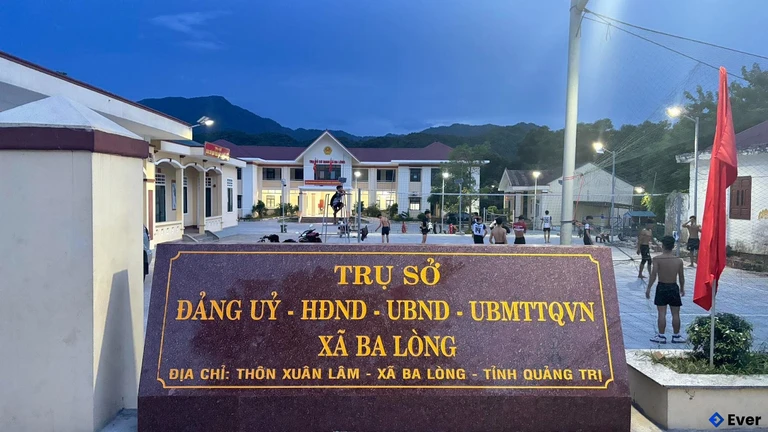 TRỤ SỞ
ĐẢNG UỶ - HĐND - UBND - UBMTTQVN
XÃ BA LÒNG
ĐỊA CHỈ: THÔN XUÂN LÂM - XÃ BA LÒNG - TỈNH QUẢNG TRỊ
Ever